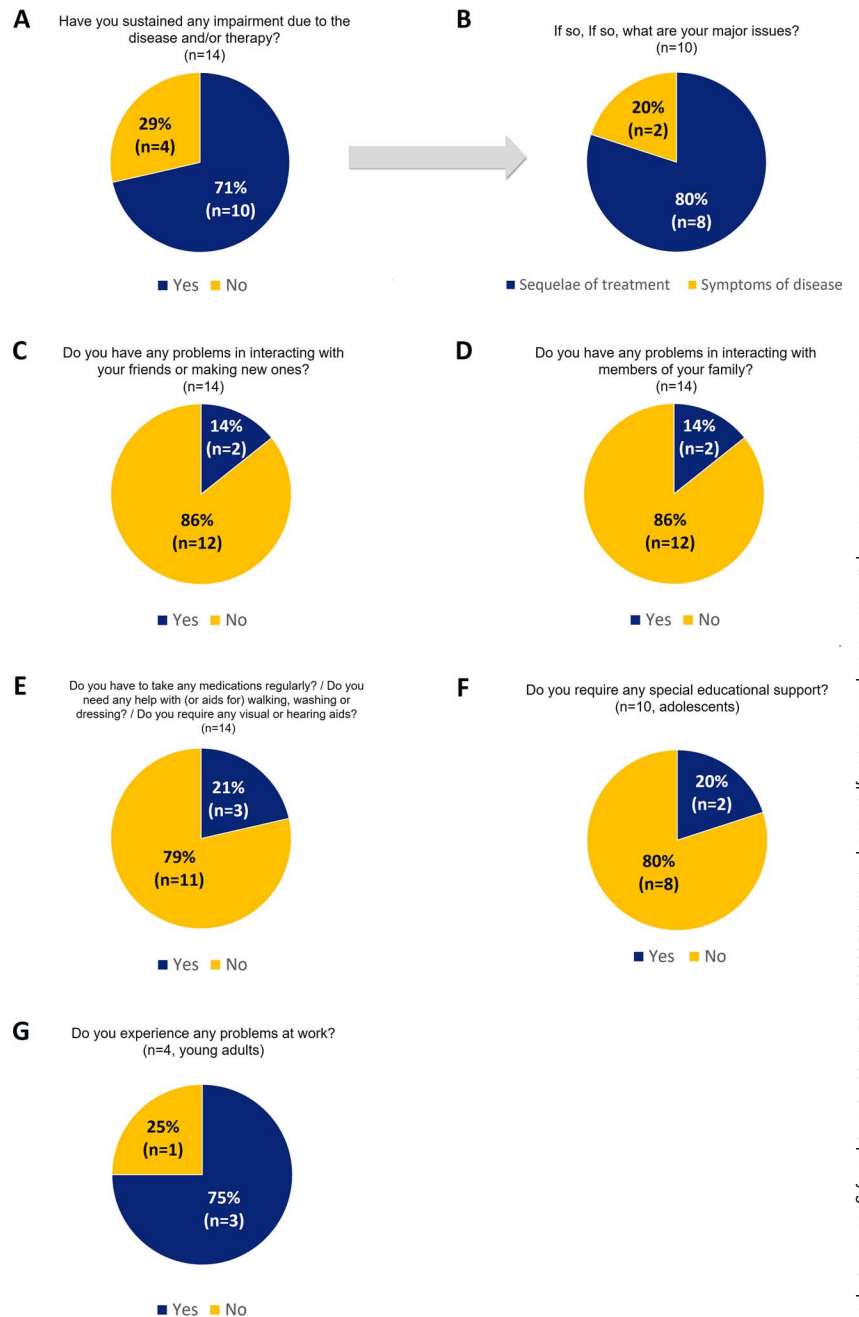 A
Have you sustained any impairment due to the
disease and/or therapy?
(n=14)
29%
(n=4)
71%
(n=10)
Yes No
B
If so, If so, what are your major issues?
(n=10)
20%
(n=2)
80%
(n=8)
Sequelae of treatment Symptoms of disease
C
Do you have any problems in interacting with
your friends or making new ones?
(n=14)
14%
(n=2)
86%
(n=12)
Yes No
D
Do you have any problems in interacting with
members of your family?
(n=14)
14%
(n=2)
86%
(n=12)
Yes No
E
Do you have to take any medications regularly? / Do you
need any help with (or aids for) walking, washing or
dressing? / Do you require any visual or hearing aids?
(n=14)
21%
(n=3)
79%
(n=11)
Yes No
F
Do you require any special educational support?
(n=10, adolescents)
20%
(n=2)
80%
(n=8)
Yes No
G
Do you experience any problems at work?
(n=4, young adults)
25%
(n=1)
75%
(n=3)
Yes No